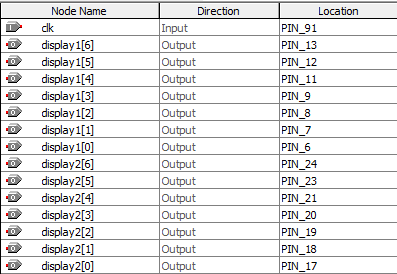 Node Name Direction Location
clk Input PIN_91
display1[6] Output PIN_13
display1[5] Output PIN_12
display1[4] Output PIN_11
display1[3] Output PIN_9
display1[2] Output PIN_8
display1[1] Output PIN_7
display1[0] Output PIN_6
display2[6] Output PIN_24
display2[5] Output PIN_23
display2[4] Output PIN_21
display2[3] Output PIN_20
display2[2] Output PIN_19
display2[1] Output PIN_18
display2[0] Output PIN_17